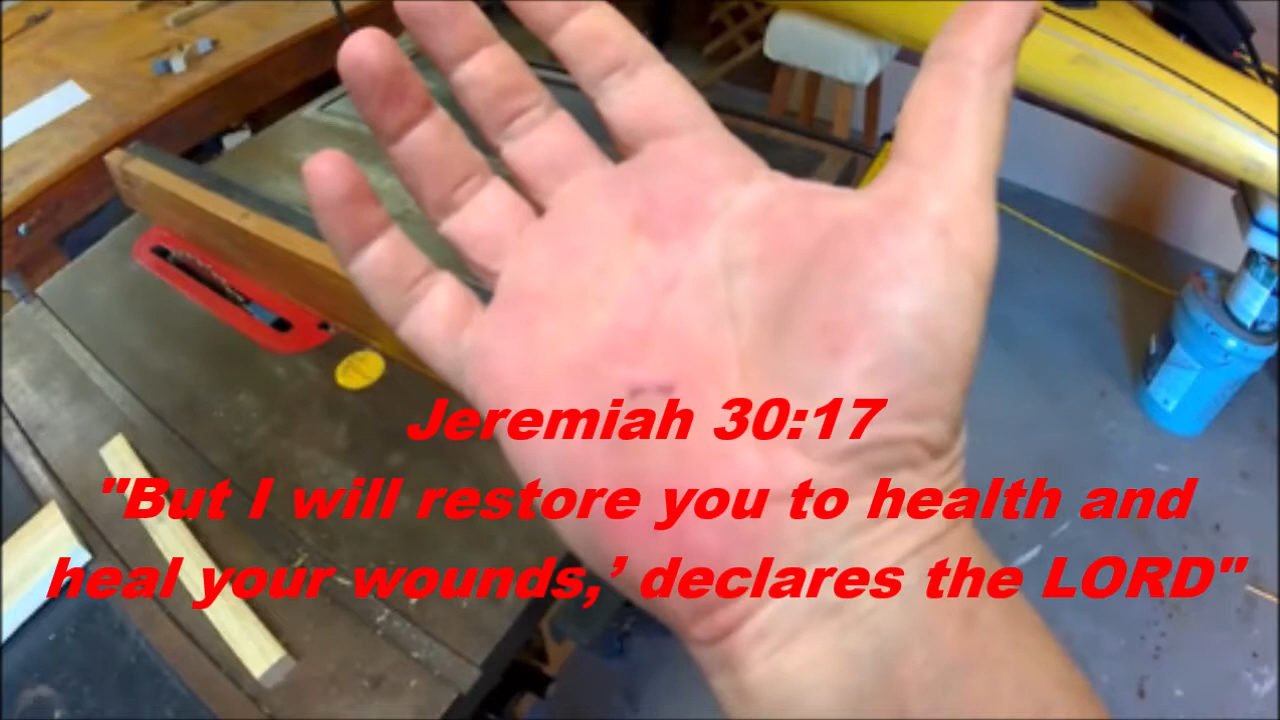 Jeremiah 30:17
"But I will restore you to health and
heal your wounds,’ declares the LORD"